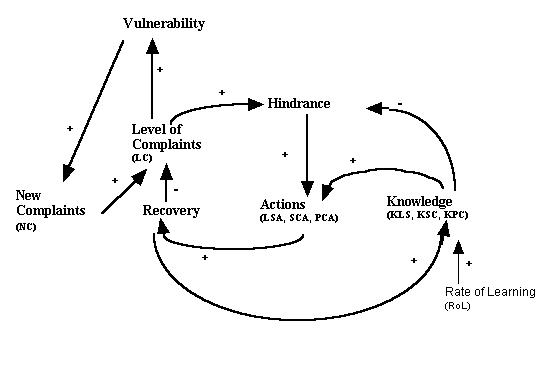 Vulnerability
+
+
+
Hindrance
-
Level of
Complaints
(LC)
+
+
+
New
Complaints
(NC)
+
-
Recovery
Actions
(LSA, SCA, PCA)
Knowledge
(KLS, KSC, KPC)
+
+
+
Rate of Learning
(RoL)